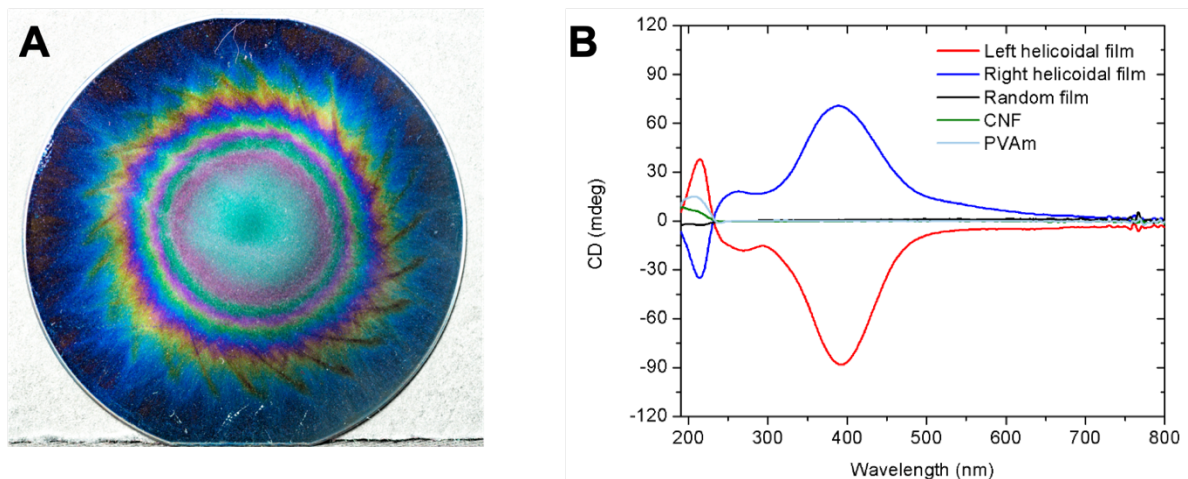 A
B
120
90
60
30
0
-30
-60
-90
-120
CD (mdeg)
Left helicoidal film
Right helicoidal film
Random film
CNF
PVAm
200 300 400 500 600 700 800
Wavelength (nm)